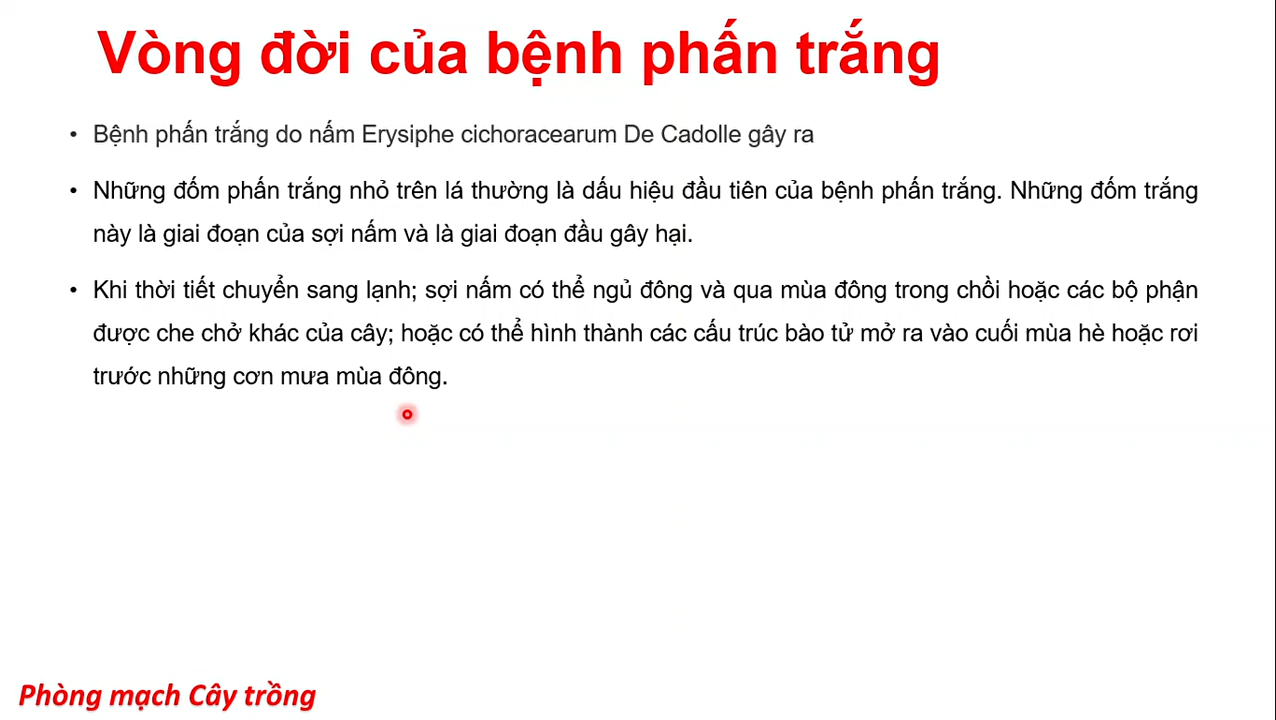 Vòng đời của bệnh phấn trắng
• Bệnh phấn trắng do nấm Erysiphe cichoracearum De Cadolle gây ra
• Những đốm phấn trắng nhỏ trên lá thường là dấu hiệu đầu tiên của bệnh phấn trắng. Những đốm trắng
này là giai đoạn của sợi nấm và là giai đoạn đầu gây hại.
• Khi thời tiết chuyển sang lạnh; sợi nấm có thể ngủ đông và qua mùa đông trong chồi hoặc các bộ phận
được che chở khác của cây; hoặc có thể hình thành các cấu trúc bào tử mở ra vào cuối mùa hè hoặc rơi
trước những cơn mưa mùa đông.
Phòng mạch Cây trồng